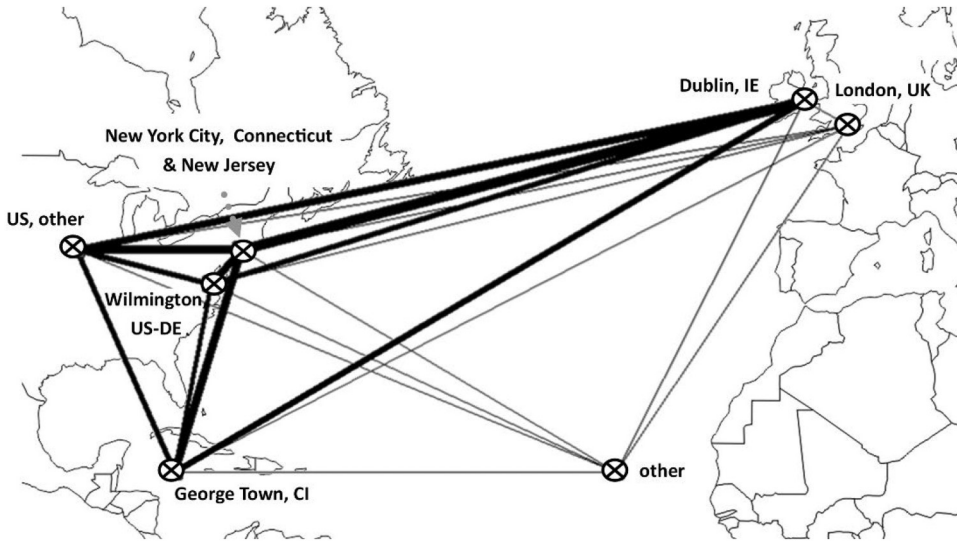 Dublin, IE
London, UK
New York City, Connecticut
& New Jersey
US, other
Wilmington,
US-DE
other
George Town, CI